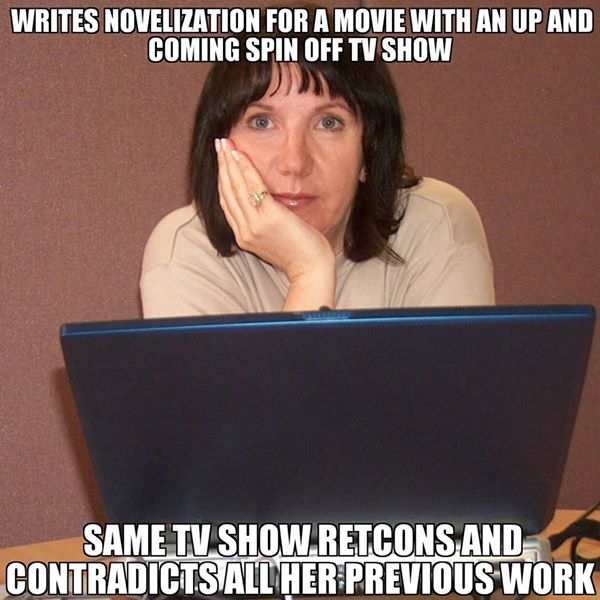 WRITES NOVELIZATION FOR A MOVIE WITH AN UP AND
COMING SPIN OFF TV SHOW
SAME TV SHOW RETCONS AND
CONTRADICTS ALL HER PREVIOUS WORK